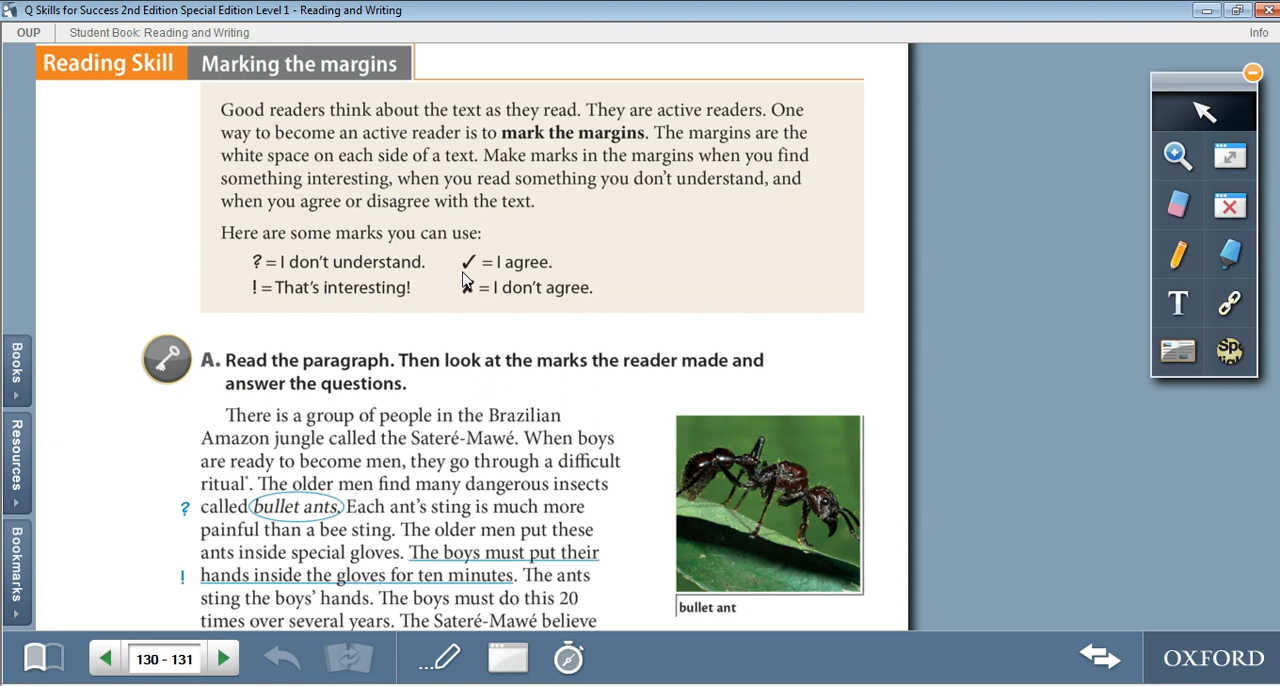 Q Skills for Success 2nd Edition Special Edition Level 1 - Reading and Writing
OUP
Student Book: Reading and Writing
Info
Reading Skill
Marking the margins
Good readers think about the text as they read. They are active readers. One
way to become an active reader is to mark the margins. The margins are the
white space on each side of a text. Make marks in the margins when you find
something interesting, when you read something you don't understand, and
when you agree or disagree with the text.
Here are some marks you can use:
? = I don't understand.
✓ = I agree.
! = That's interesting!
✗ = I don't agree.
A. Read the paragraph. Then look at the marks the reader made and
answer the questions.
There is a group of people in the Brazilian
Amazon jungle called the Sateré-Mawé. When boys
are ready to become men, they go through a difficult
ritual*. The older men find many dangerous insects
? called bullet ants. Each ant's sting is much more
painful than a bee sting. The older men put these
ants inside special gloves. The boys must put their
! hands inside the gloves for ten minutes. The ants
sting the boys' hands. The boys must do this 20
times over several years. The Sateré-Mawé believe
bullet ant
Books
Resources
Bookmarks
T
130 - 131
OXFORD